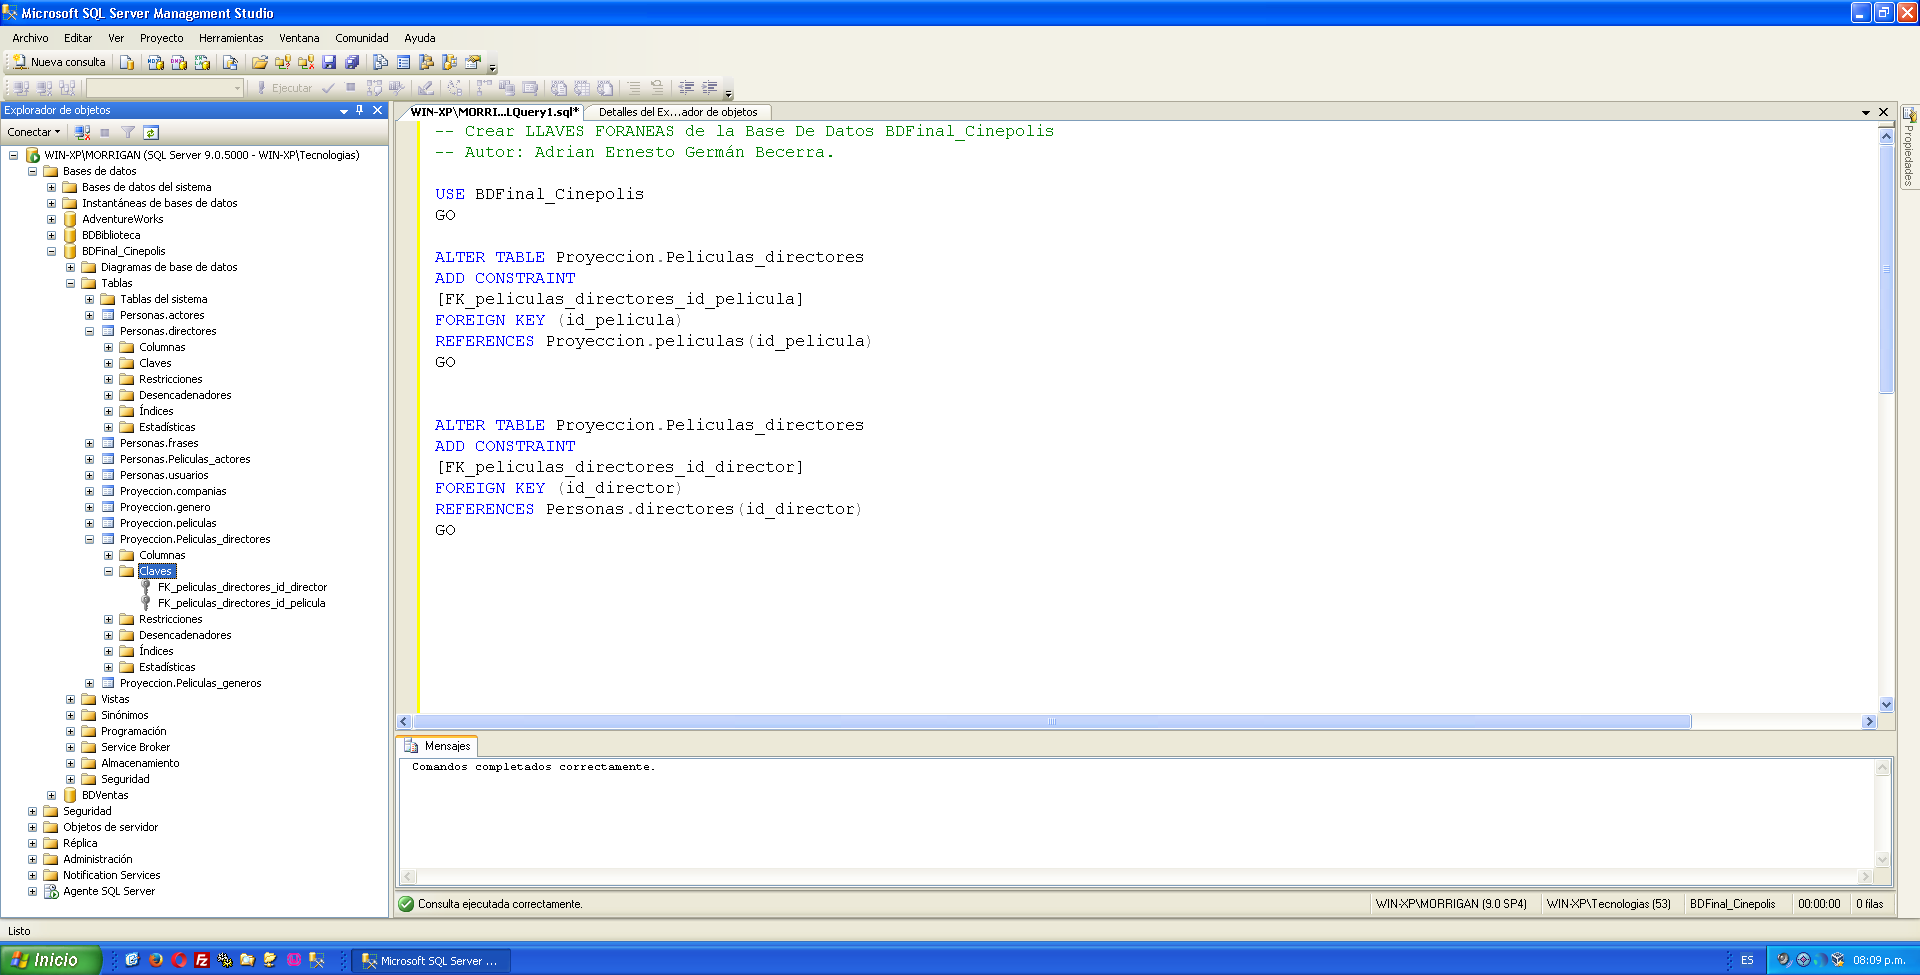 Microsoft SQL Server Management Studio
Archivo Editar Ver Proyecto Herramientas Ventana Comunidad Ayuda
Nueva consulta
Ejecutar
Explorador de objetos
Conectar
WIN-XP\MORRIGAN (SQL Server 9.0.5000 - WIN-XP\Tecnologias)
Bases de datos
Bases de datos del sistema
Instantáneas de bases de datos
AdventureWorks
BDBiblioteca
BDFinal_Cinepolis
Diagramas de base de datos
Tablas
Tablas del sistema
Personas.actores
Personas.directores
Columnas
Claves
Restricciones
Desencadenadores
Índices
Estadísticas
Personas.frases
Personas.Peliculas_actores
Personas.usuarios
Proyeccion.companias
Proyeccion.genero
Proyeccion.peliculas
Proyeccion.Peliculas_directores
Columnas
Claves
FK_peliculas_directores_id_director
FK_peliculas_directores_id_pelicula
Restricciones
Desencadenadores
Índices
Estadísticas
Proyeccion.Peliculas_generos
Vistas
Sinónimos
Programación
Service Broker
Almacenamiento
Seguridad
BDVentas
Seguridad
Objetos de servidor
Réplica
Administración
Notification Services
Agente SQL Server
WIN-XP\MORRI...LQuery1.sql* Detalles del Ex...ador de objetos
-- Crear LLAVES FORANEAS de la Base De Datos BDFinal_Cinepolis
-- Autor: Adrian Ernesto Germán Becerra.
USE BDFinal_Cinepolis
GO
ALTER TABLE Proyeccion.Peliculas_directores
ADD CONSTRAINT
[FK_peliculas_directores_id_pelicula]
FOREIGN KEY (id_pelicula)
REFERENCES Proyeccion.peliculas(id_pelicula)
GO
ALTER TABLE Proyeccion.Peliculas_directores
ADD CONSTRAINT
[FK_peliculas_directores_id_director]
FOREIGN KEY (id_director)
REFERENCES Personas.directores(id_director)
GO
Propiedades
Mensajes
Comandos completados correctamente.
Consulta ejecutada correctamente. WIN-XP\MORRIGAN (9.0 SP4) WIN-XP\Tecnologias (53) BDFinal_Cinepolis 00:00:00 0 filas
Listo
Inicio Microsoft SQL Server ... ES 08:09 p.m.